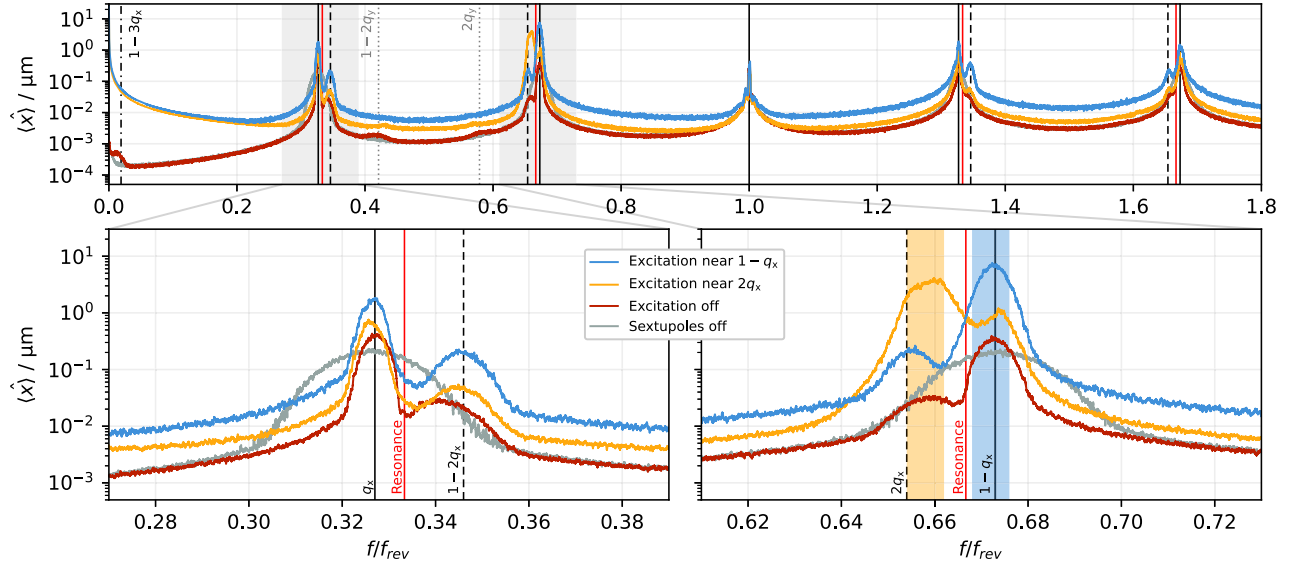 ⟨x̂⟩ / μm
10¹
10⁰
10⁻¹
10⁻²
10⁻³
10⁻⁴
1 − 3qₓ
1 − 2q_y
2q_y
0.0 0.2 0.4 0.6 0.8 1.0 1.2 1.4 1.6 1.8
⟨x̂⟩ / μm
10¹
10⁰
10⁻¹
10⁻²
10⁻³
qₓ
Resonance
1 − 2qₓ
0.28 0.30 0.32 0.34 0.36 0.38
f/f_rev
Excitation near 1 − qₓ
Excitation near 2qₓ
Excitation off
Sextupoles off
2qₓ
Resonance
1 − qₓ
0.62 0.64 0.66 0.68 0.70 0.72
f/f_rev